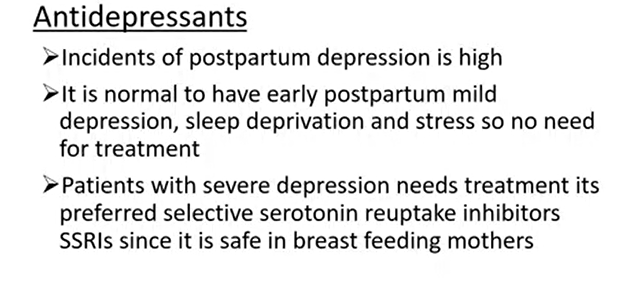 Antidepressants
➢Incidents of postpartum depression is high
➢It is normal to have early postpartum mild
depression, sleep deprivation and stress so no need
for treatment
➢Patients with severe depression needs treatment its
preferred selective serotonin reuptake inhibitors
SSRIs since it is safe in breast feeding mothers